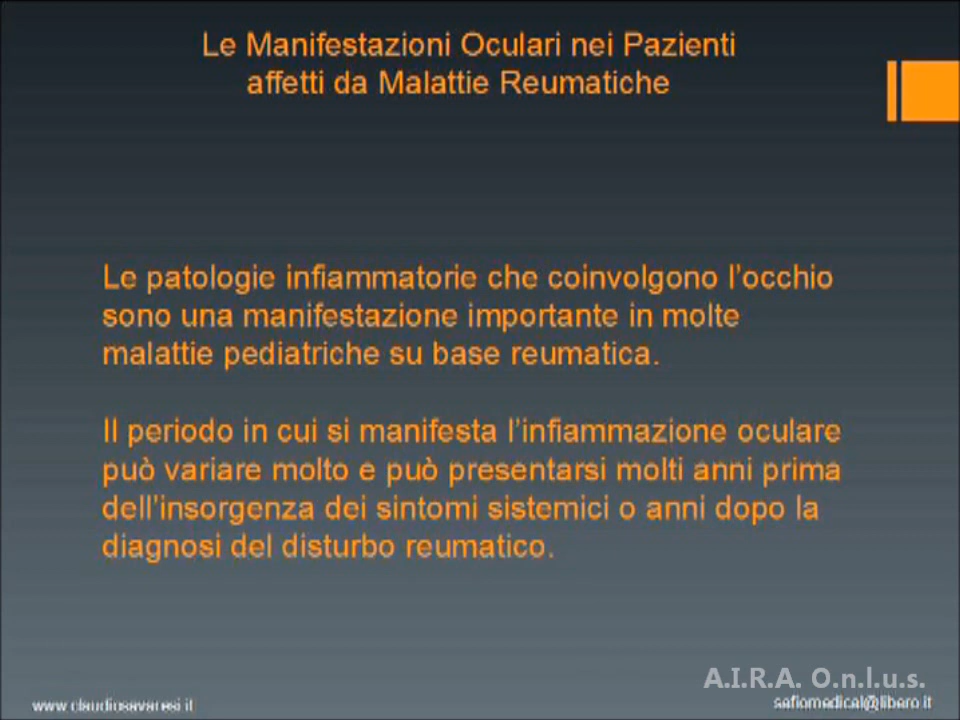 Le Manifestazioni Oculari nei Pazienti
affetti da Malattie Reumatiche
Le patologie infiammatorie che coinvolgono l'occhio
sono una manifestazione importante in molte
malattie pediatriche su base reumatica.
Il periodo in cui si manifesta l'infiammazione oculare
può variare molto e può presentarsi molti anni prima
dell'insorgenza dei sintomi sistemici o anni dopo la
diagnosi del disturbo reumatico.
A.I.R.A. O.n.l.u.s.
www.claudiosavaresi.it
safiomedical@libero.it